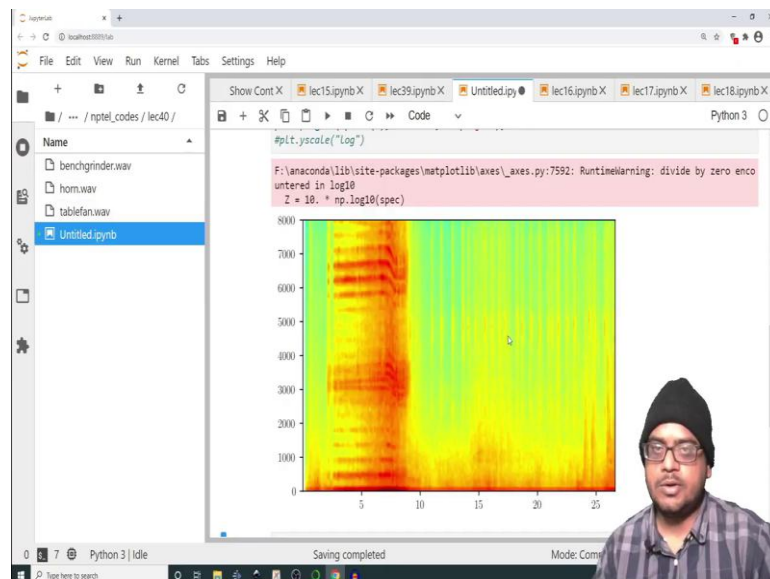 JupyterLab
localhost:8889/lab
File Edit View Run Kernel Tabs Settings Help
Show Cont X lec15.ipynb X lec39.ipynb X Untitled.ipy lec16.ipynb X lec17.ipynb X lec18.ipynb X
/ ... / nptel_codes / lec40 /
Code
Python 3
Name
benchgrinder.wav
horn.wav
tablefan.wav
Untitled.ipynb
#plt.yscale("log")
F:\anaconda\lib\site-packages\matplotlib\axes\_axes.py:7592: RuntimeWarning: divide by zero enco
untered in log10
Z = 10. * np.log10(spec)
8000
7000
6000
5000
4000
3000
2000
1000
0
5 10 15 20 25
0 7 Python 3 | Idle Saving completed
Type here to search